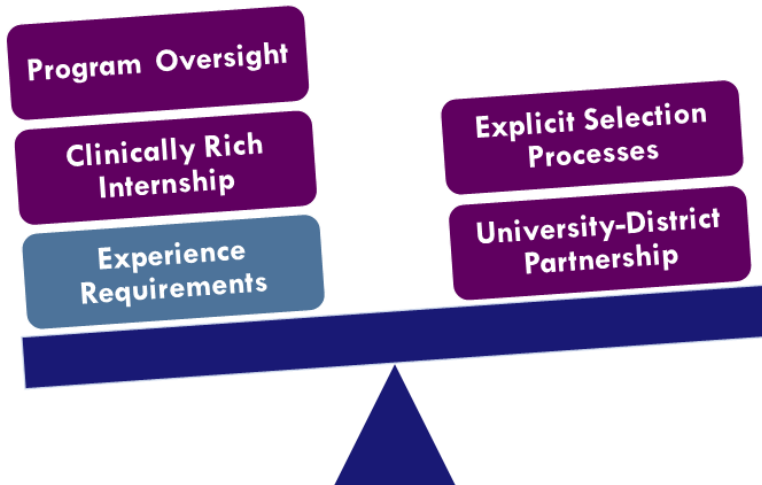 Program Oversight
Clinically Rich
Internship
Experience
Requirements
Explicit Selection
Processes
University-District
Partnership